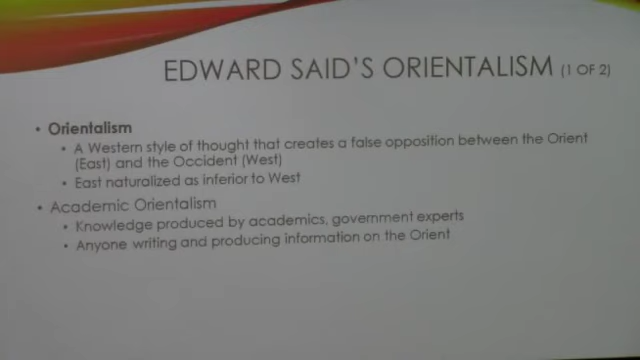 EDWARD SAID'S ORIENTALISM (1 OF 2)
• Orientalism
• A Western style of thought that creates a false opposition between the Orient
(East) and the Occident (West)
• East naturalized as inferior to West
• Academic Orientalism
• Knowledge produced by academics, government experts
• Anyone writing and producing information on the Orient